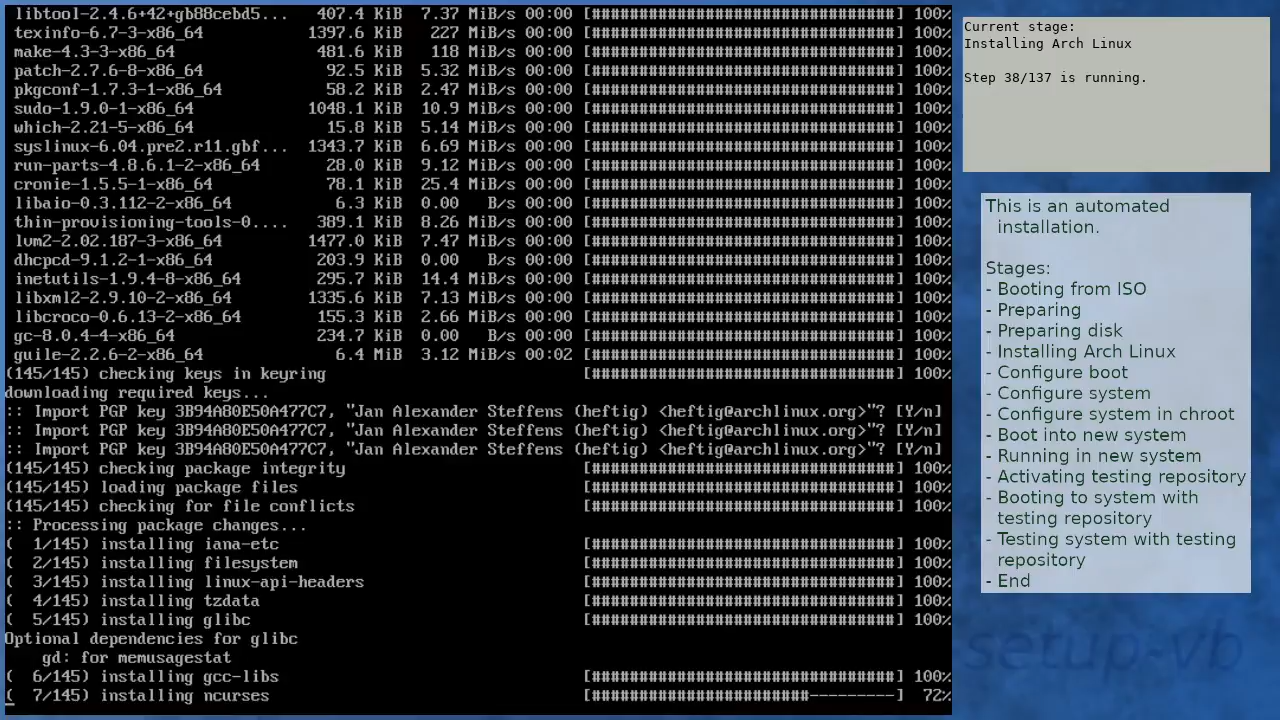 libtool-2.4.6+42+gb88cebd5... 407.4 KiB 7.37 MiB/s 00:00 [################################] 100%
texinfo-6.7-3-x86_64 1397.6 KiB 227 MiB/s 00:00 [################################] 100%
make-4.3-3-x86_64 481.6 KiB 118 MiB/s 00:00 [################################] 100%
patch-2.7.6-8-x86_64 92.5 KiB 5.32 MiB/s 00:00 [################################] 100%
pkgconf-1.7.3-1-x86_64 58.2 KiB 2.47 MiB/s 00:00 [################################] 100%
sudo-1.9.0-1-x86_64 1048.1 KiB 10.9 MiB/s 00:00 [################################] 100%
which-2.21-5-x86_64 15.8 KiB 5.14 MiB/s 00:00 [################################] 100%
syslinux-6.04.pre2.r11.gbf... 1343.7 KiB 6.69 MiB/s 00:00 [################################] 100%
run-parts-4.8.6.1-2-x86_64 28.0 KiB 9.12 MiB/s 00:00 [################################] 100%
cronie-1.5.5-1-x86_64 78.1 KiB 25.4 MiB/s 00:00 [################################] 100%
libaio-0.3.112-2-x86_64 6.3 KiB 0.00 B/s 00:00 [################################] 100%
thin-provisioning-tools-0.... 389.1 KiB 8.26 MiB/s 00:00 [################################] 100%
lvm2-2.02.187-3-x86_64 1477.0 KiB 7.47 MiB/s 00:00 [################################] 100%
dhcpcd-9.1.2-1-x86_64 203.9 KiB 0.00 B/s 00:00 [################################] 100%
inetutils-1.9.4-8-x86_64 295.7 KiB 14.4 MiB/s 00:00 [################################] 100%
libxml2-2.9.10-2-x86_64 1335.6 KiB 7.13 MiB/s 00:00 [################################] 100%
libcroco-0.6.13-2-x86_64 155.3 KiB 2.66 MiB/s 00:00 [################################] 100%
gc-8.0.4-4-x86_64 234.7 KiB 0.00 B/s 00:00 [################################] 100%
guile-2.2.6-2-x86_64 6.4 MiB 3.12 MiB/s 00:02 [################################] 100%
(145/145) checking keys in keyring [################################] 100%
downloading required keys...
:: Import PGP key 3B94A80E50A477C7, "Jan Alexander Steffens (heftig) <heftig@archlinux.org>"? [Y/n]
:: Import PGP key 3B94A80E50A477C7, "Jan Alexander Steffens (heftig) <heftig@archlinux.org>"? [Y/n]
:: Import PGP key 3B94A80E50A477C7, "Jan Alexander Steffens (heftig) <heftig@archlinux.org>"? [Y/n]
(145/145) checking package integrity [################################] 100%
(145/145) loading package files [################################] 100%
(145/145) checking for file conflicts [################################] 100%
:: Processing package changes...
( 1/145) installing iana-etc [################################] 100%
( 2/145) installing filesystem [################################] 100%
( 3/145) installing linux-api-headers [################################] 100%
( 4/145) installing tzdata [################################] 100%
( 5/145) installing glibc [################################] 100%
Optional dependencies for glibc
gd: for memusagestat
( 6/145) installing gcc-libs [################################] 100%
( 7/145) installing ncurses [#######################---------] 72%
Current stage:
Installing Arch Linux
Step 38/137 is running.
This is an automated
installation.
Stages:
- Booting from ISO
- Preparing
- Preparing disk
- Installing Arch Linux
- Configure boot
- Configure system
- Configure system in chroot
- Boot into new system
- Running in new system
- Activating testing repository
- Booting to system with
testing repository
- Testing system with testing
repository
- End
setup-vb